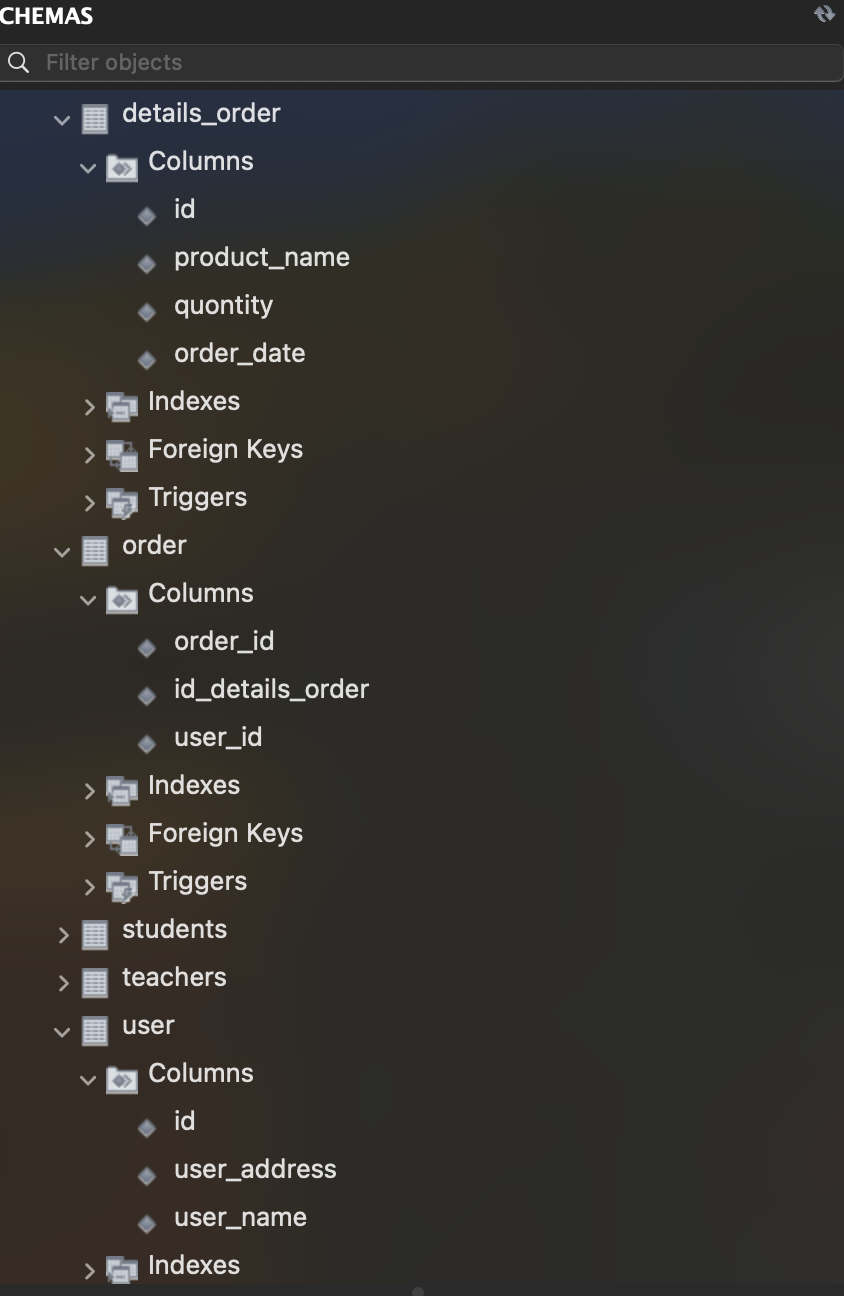 CHEMAS
Filter objects
details_order
Columns
id
product_name
quontity
order_date
Indexes
Foreign Keys
Triggers
order
Columns
order_id
id_details_order
user_id
Indexes
Foreign Keys
Triggers
students
teachers
user
Columns
id
user_address
user_name
Indexes